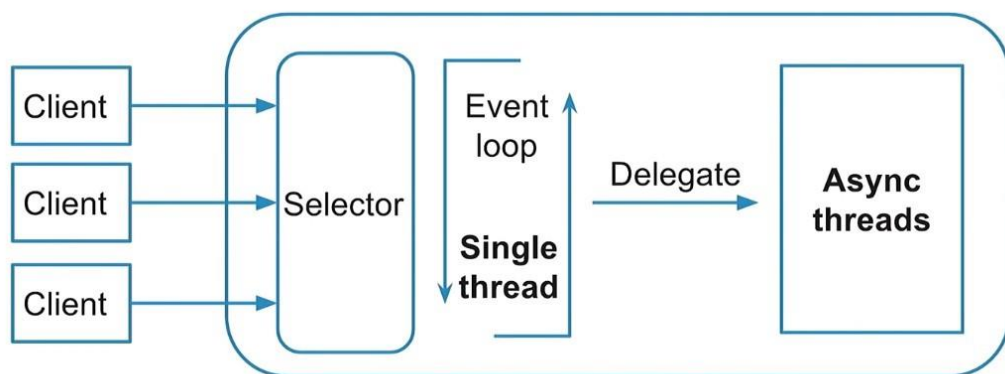 Client
Client
Client
Selector
Event
loop
Single
thread
Delegate
Async
threads